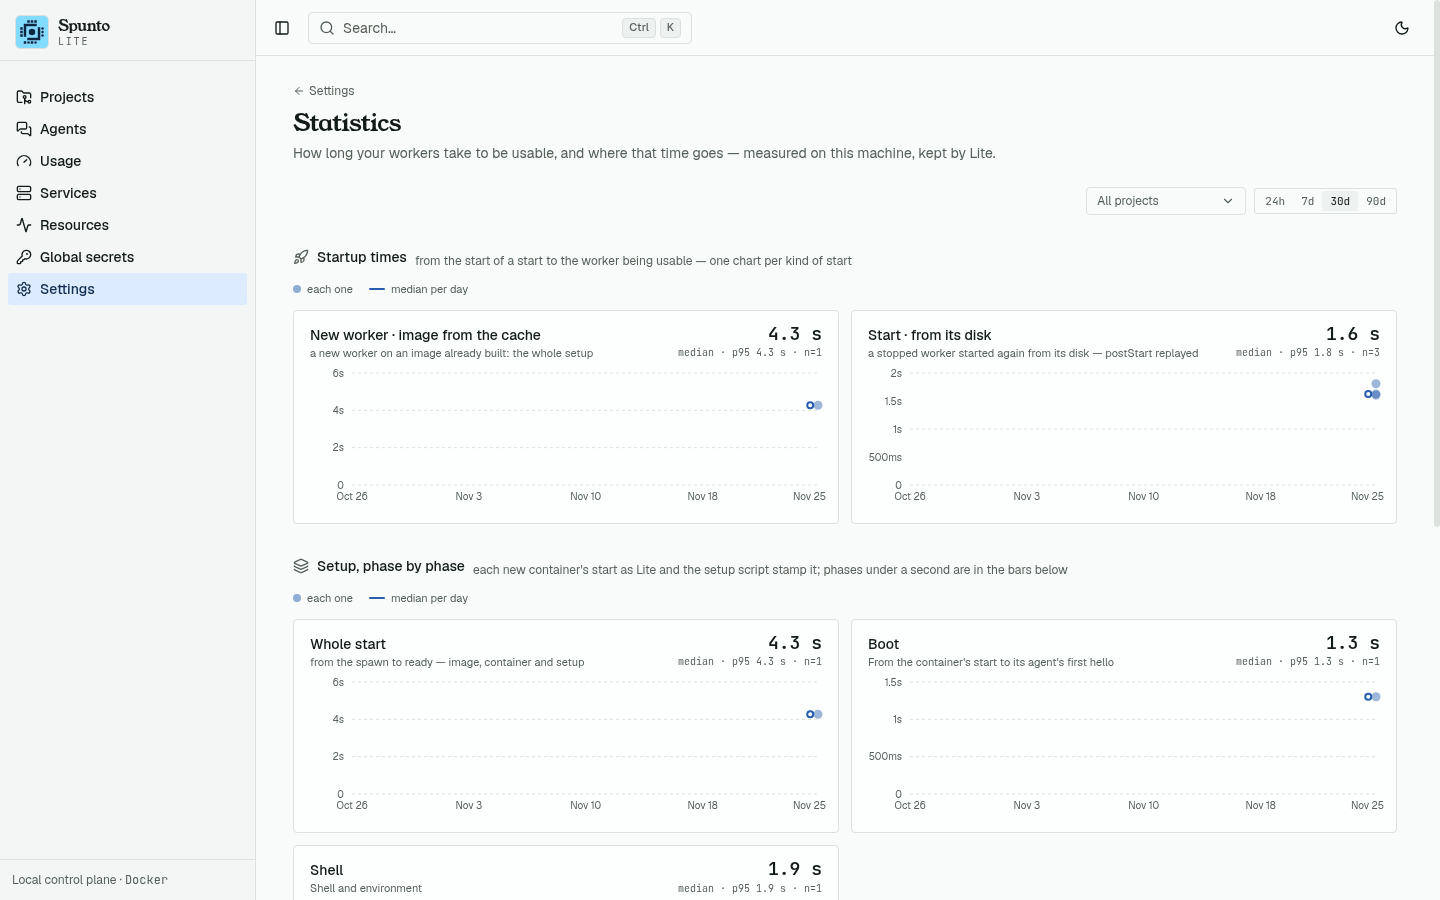 Spunto
LITE
Search...
Ctrl K
Projects
Agents
Usage
Services
Resources
Global secrets
Settings
Local control plane · Docker
Settings
Statistics
How long your workers take to be usable, and where that time goes — measured on this machine, kept by Lite.
All projects
24h 7d 30d 90d
Startup times from the start of a start to the worker being usable — one chart per kind of start
each one median per day
New worker · image from the cache 4.3 s
a new worker on an image already built: the whole setup median · p95 4.3 s · n=1
6s
4s
2s
0
Oct 26 Nov 3 Nov 10 Nov 18 Nov 25
Start · from its disk 1.6 s
a stopped worker started again from its disk — postStart replayed median · p95 1.8 s · n=3
2s
1.5s
1s
500ms
0
Oct 26 Nov 3 Nov 10 Nov 18 Nov 25
Setup, phase by phase each new container's start as Lite and the setup script stamp it; phases under a second are in the bars below
each one median per day
Whole start 4.3 s
from the spawn to ready — image, container and setup median · p95 4.3 s · n=1
6s
4s
2s
0
Oct 26 Nov 3 Nov 10 Nov 18 Nov 25
Boot 1.3 s
From the container's start to its agent's first hello median · p95 1.3 s · n=1
1.5s
1s
500ms
0
Oct 26 Nov 3 Nov 10 Nov 18 Nov 25
Shell 1.9 s
Shell and environment median · p95 1.9 s · n=1